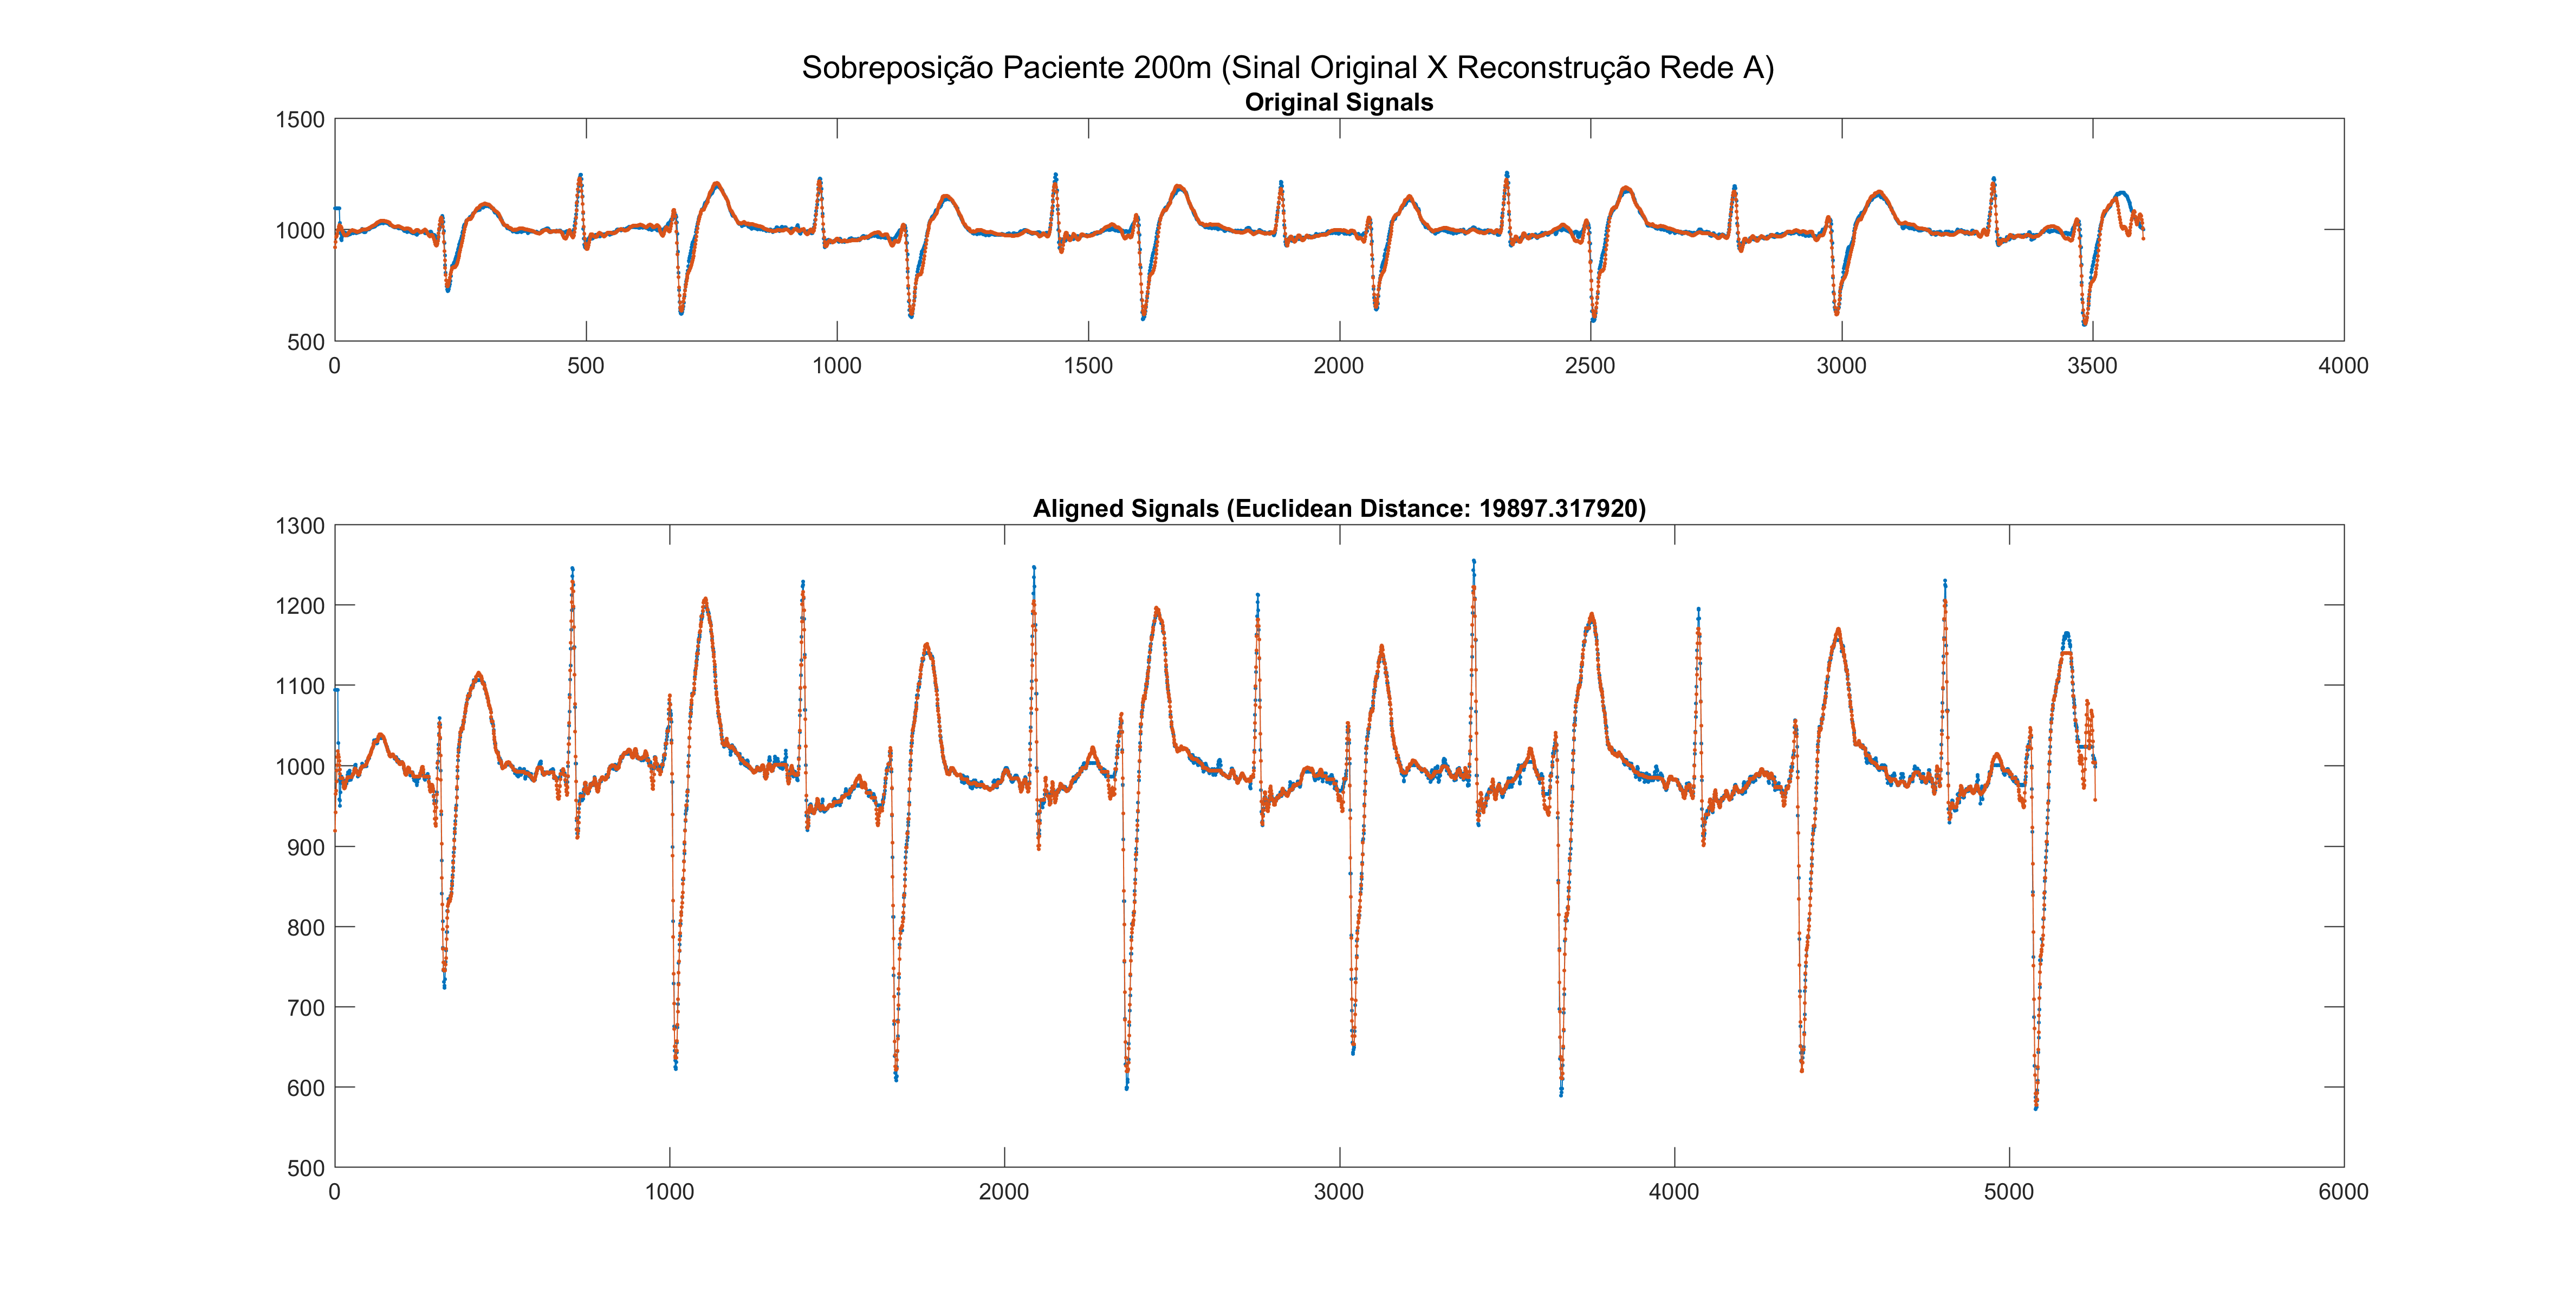 Sobreposição Paciente 200m (Sinal Original X Reconstrução Rede A)
Original Signals
1500
1000
500
0 500 1000 1500 2000 2500 3000 3500 4000
Aligned Signals (Euclidean Distance: 19897.317920)
1300
1200
1100
1000
900
800
700
600
500
0 1000 2000 3000 4000 5000 6000